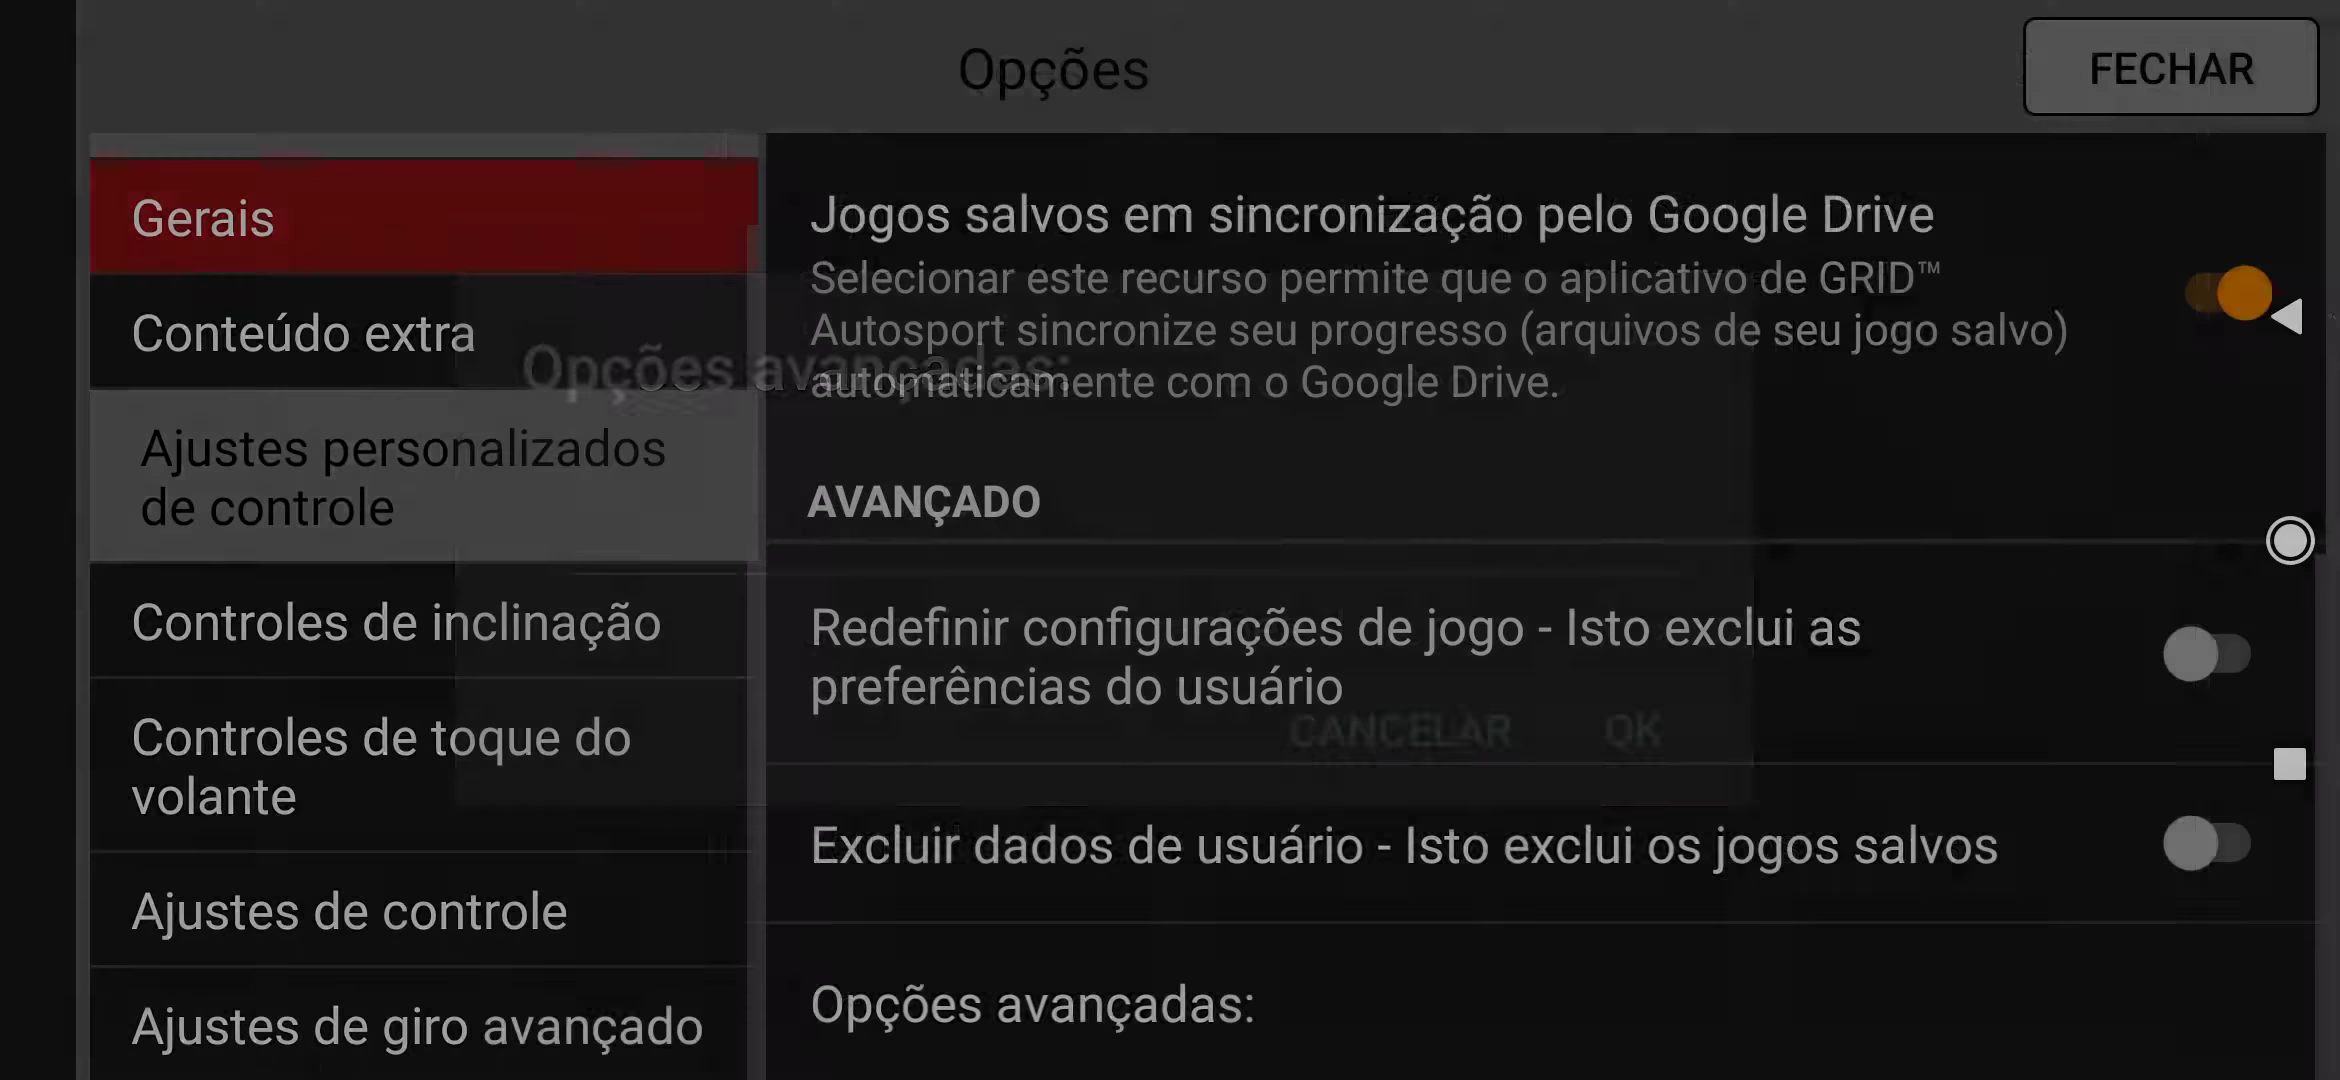 Opções
FECHAR
Gerais
Conteúdo extra
Ajustes personalizados
de controle
Controles de inclinação
Controles de toque do
volante
Ajustes de controle
Ajustes de giro avançado
Jogos salvos em sincronização pelo Google Drive
Selecionar este recurso permite que o aplicativo de GRID™
Autosport sincronize seu progresso (arquivos de seu jogo salvo)
automaticamente com o Google Drive.
AVANÇADO
Redefinir configurações de jogo - Isto exclui as
preferências do usuário
Excluir dados de usuário - Isto exclui os jogos salvos
Opções avançadas:
Opções avançadas:
CANCELAR
OK